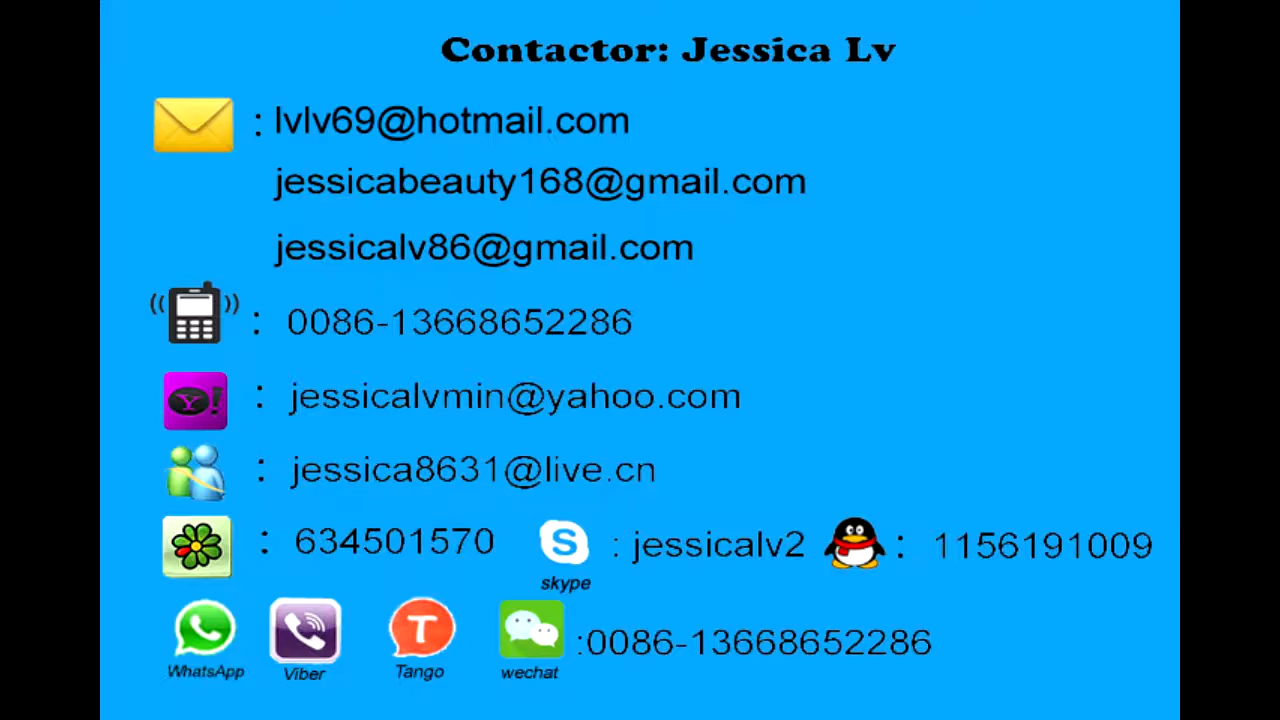 Contactor: Jessica Lv
: lvlv69@hotmail.com
jessicabeauty168@gmail.com
jessicalv86@gmail.com
: 0086-13668652286
Y! : jessicalvmin@yahoo.com
: jessica8631@live.cn
: 634501570 S skype : jessicalv2 : 1156191009
T :0086-13668652286
WhatsApp Viber Tango wechat